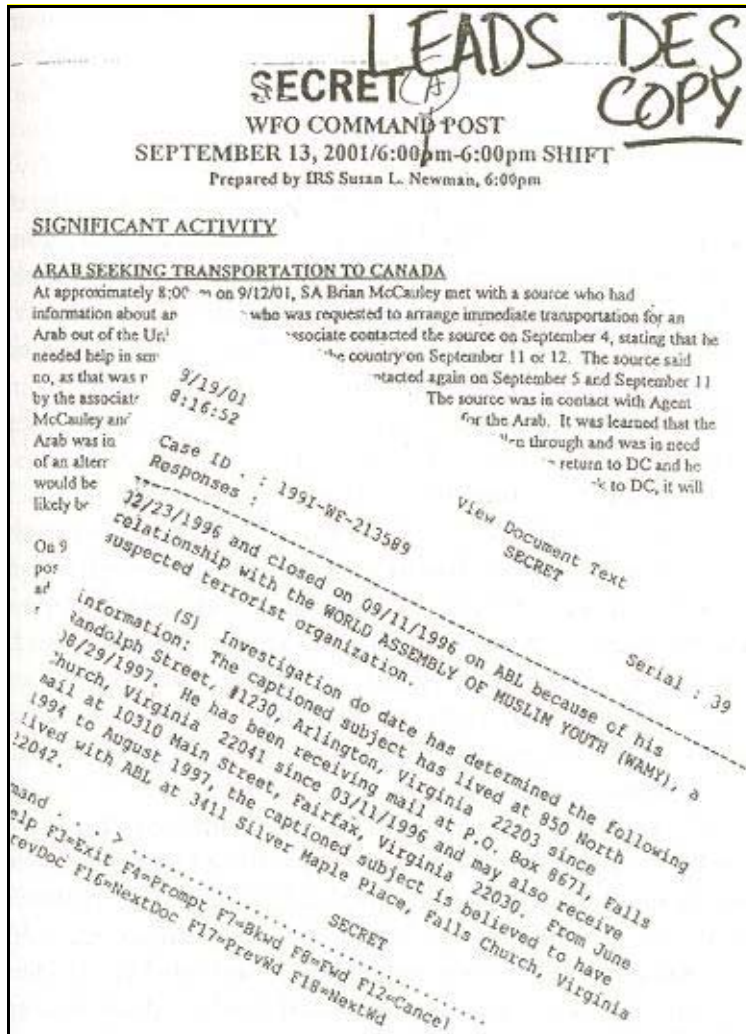 LEADS DES
COPY
SECRET
A
WFO COMMAND POST
SEPTEMBER 13, 2001/6:00pm-6:00pm SHIFT
Prepared by IRS Susan L. Newman, 6:00pm
SIGNIFICANT ACTIVITY
ARAB SEEKING TRANSPORTATION TO CANADA
At approximately on 9/12/01, SA Brian McCauley met with a source who had
information about an who was requested to arrange immediate transportation for an
Arab out of the contacted the source on September 4, stating that he
needed help in country on September 11 or 12. The source said
no, as that was again on September 5 and September 11
by the The source was in contact with Agent
McCauley and for the Arab. It was learned that the
Arab was in through and was in need
of an return to DC and he
would be to DC, it will
likely
On 9
9/19/01
8:16:52
Case ID . : 199I-WF-213589
Responses :
View Document Text
SECRET
Serial : 39
02/23/1996 and closed on 09/11/1996 on ABL because of his
relationship with the WORLD ASSEMBLY OF MUSLIM YOUTH (WAMY), a
suspected terrorist organization.
(S) Investigation do date has determined the following
information: The captioned subject has lived at 850 North
Randolph Street, #1230, Arlington, Virginia 22203 since
08/29/1997. He has been receiving mail at P.O. Box 8671, Falls
Church, Virginia 22041 since 03/11/1996 and may also receive
mail at 10310 Main Street, Fairfax, Virginia 22030. From June
1994 to August 1997, the captioned subject is believed to have
lived with ABL at 3411 Silver Maple Place, Falls Church, Virginia
22042.
SECRET
mand . . . > ..............................
elp F3=Exit F4=Prompt F7=Bkwd F8=Fwd F12=Cancel
revDoc F16=NextDoc F17=PrevWd F18=NextWd